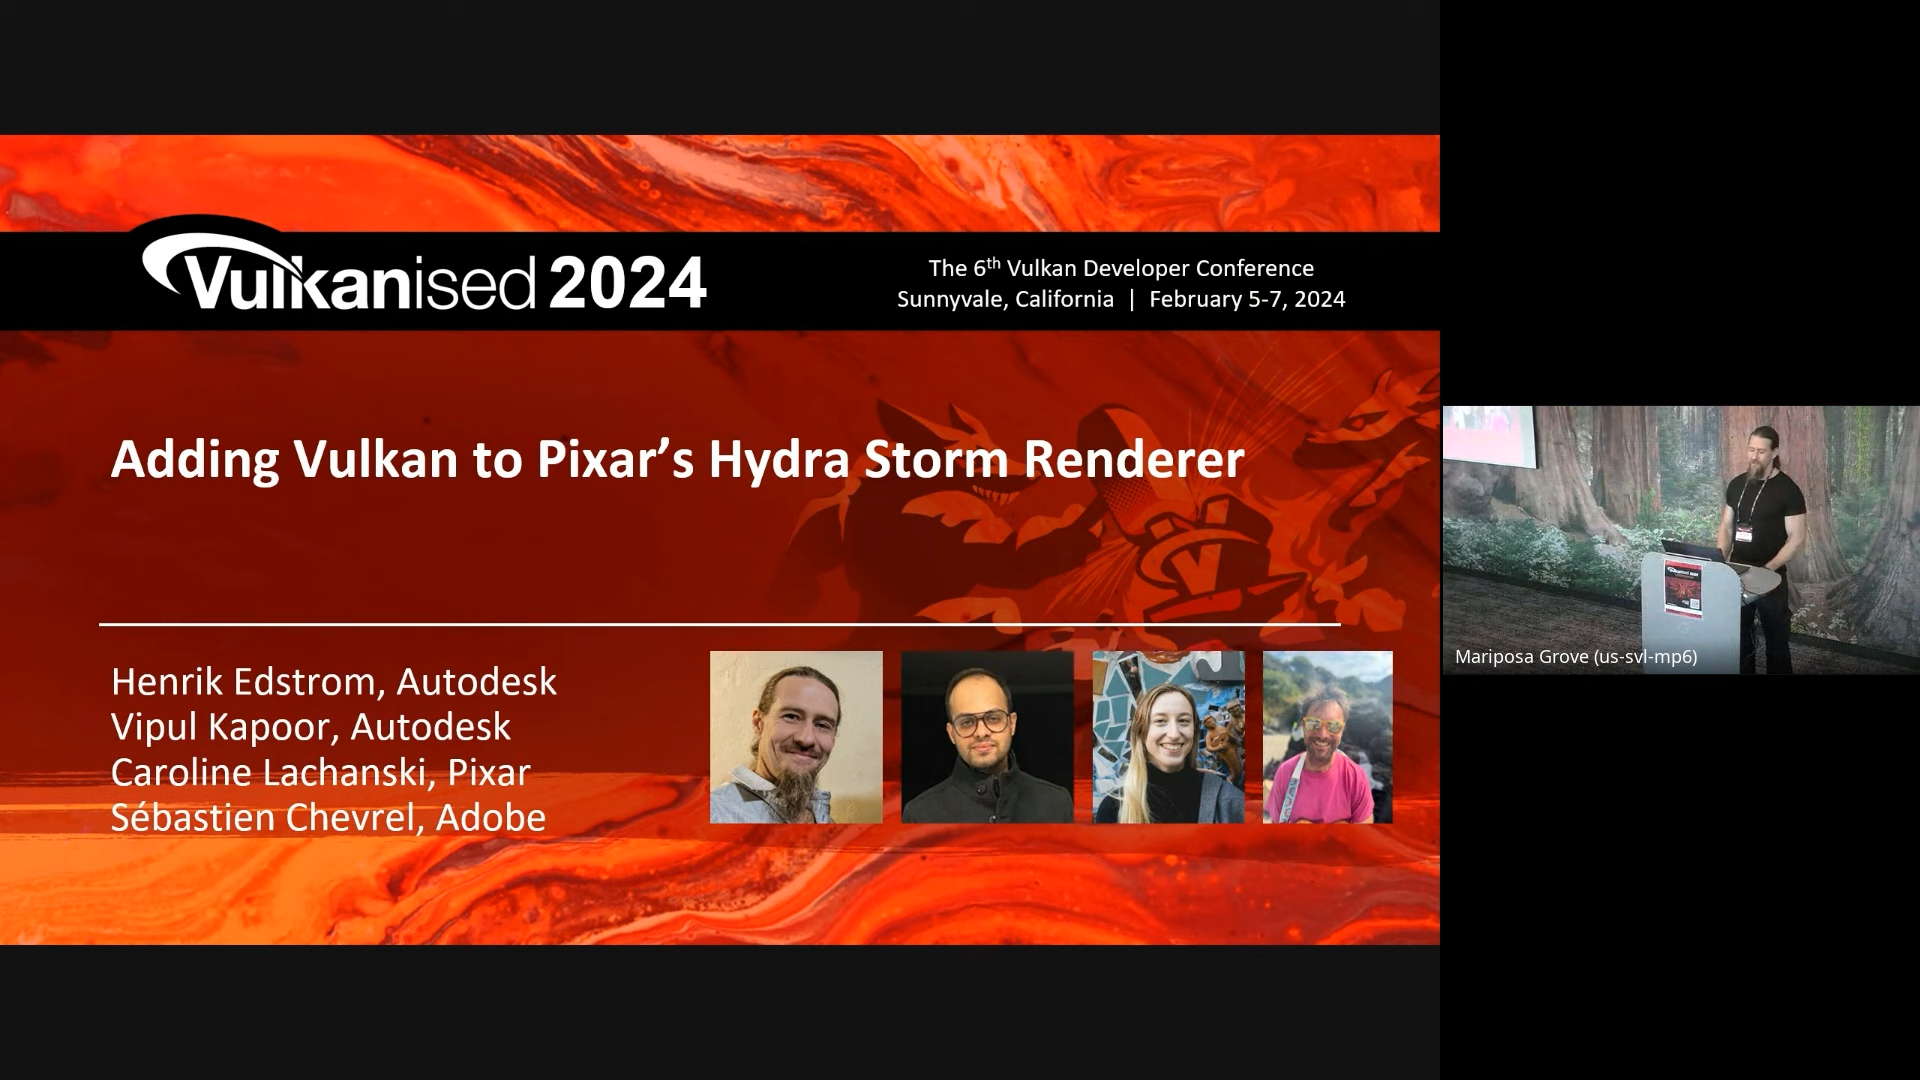 Vulkanised 2024
The 6th Vulkan Developer Conference
Sunnyvale, California | February 5-7, 2024
Adding Vulkan to Pixar’s Hydra Storm Renderer
Henrik Edstrom, Autodesk
Vipul Kapoor, Autodesk
Caroline Lachanski, Pixar
Sébastien Chevrel, Adobe
Mariposa Grove (us-svl-mp6)